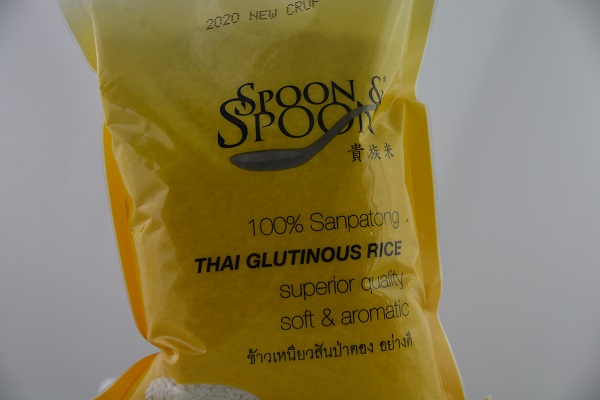 2020 NEW CROP
SPOON &
SPOON
貴族米
100% Sanpatong
THAI GLUTINOUS RICE
superior quality
soft & aromatic
ข้าวเหนียวสันป่าตอง อย่างดี